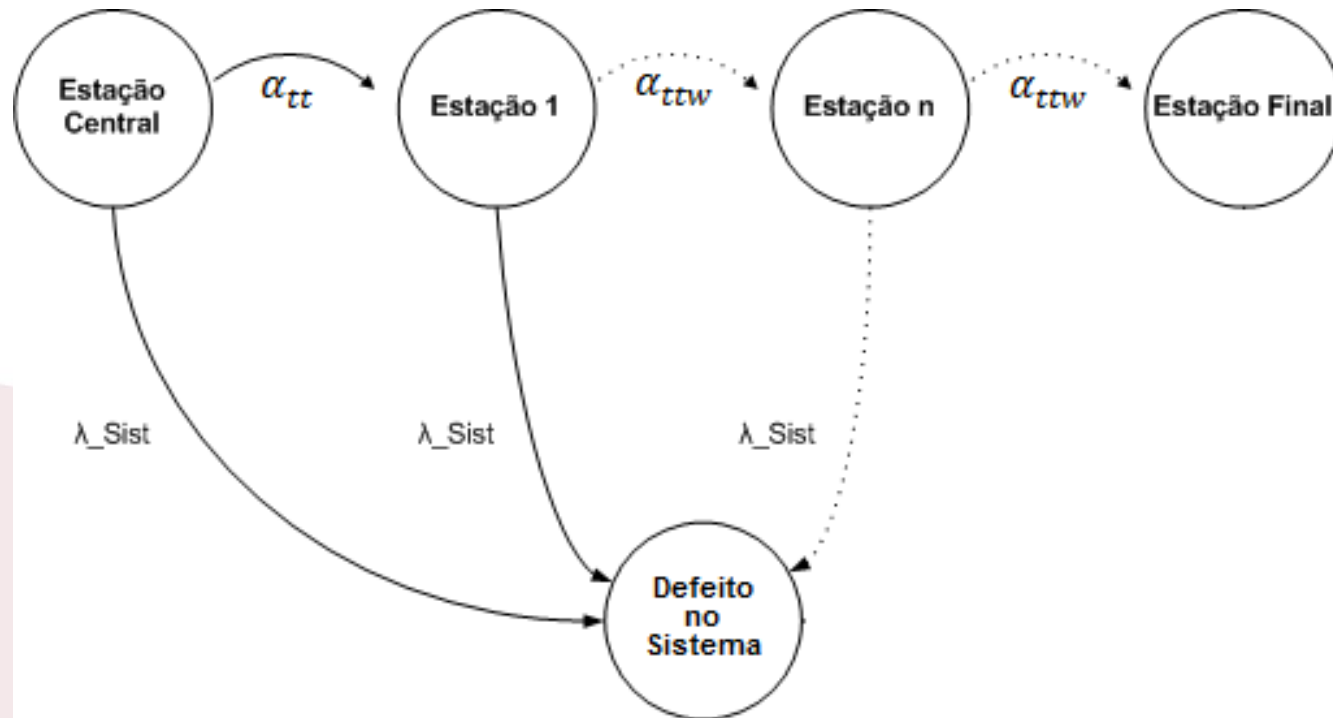 Estação
Central
α_tt
Estação 1
α_ttw
Estação n
α_ttw
Estação Final
λ_Sist
λ_Sist
λ_Sist
Defeito
no
Sistema